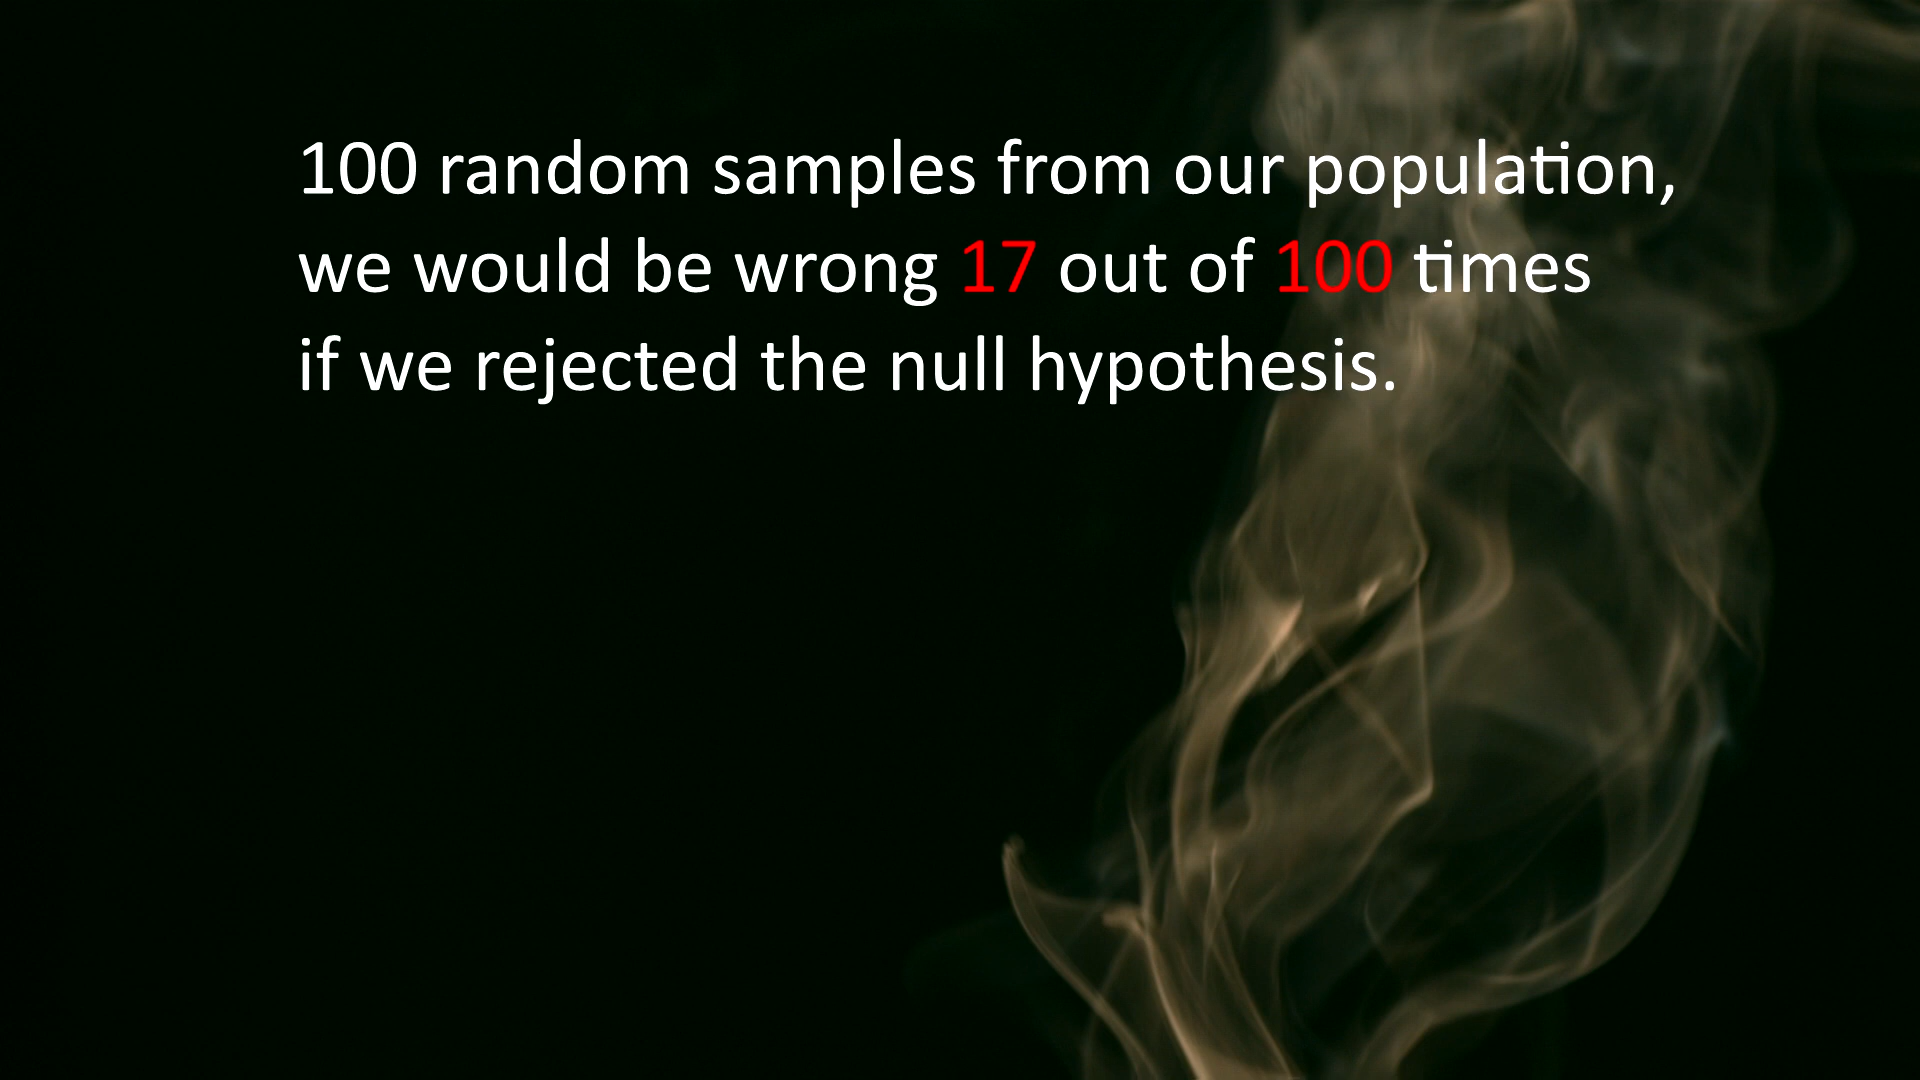 100 random samples from our population,
we would be wrong 17 out of 100 times
if we rejected the null hypothesis.